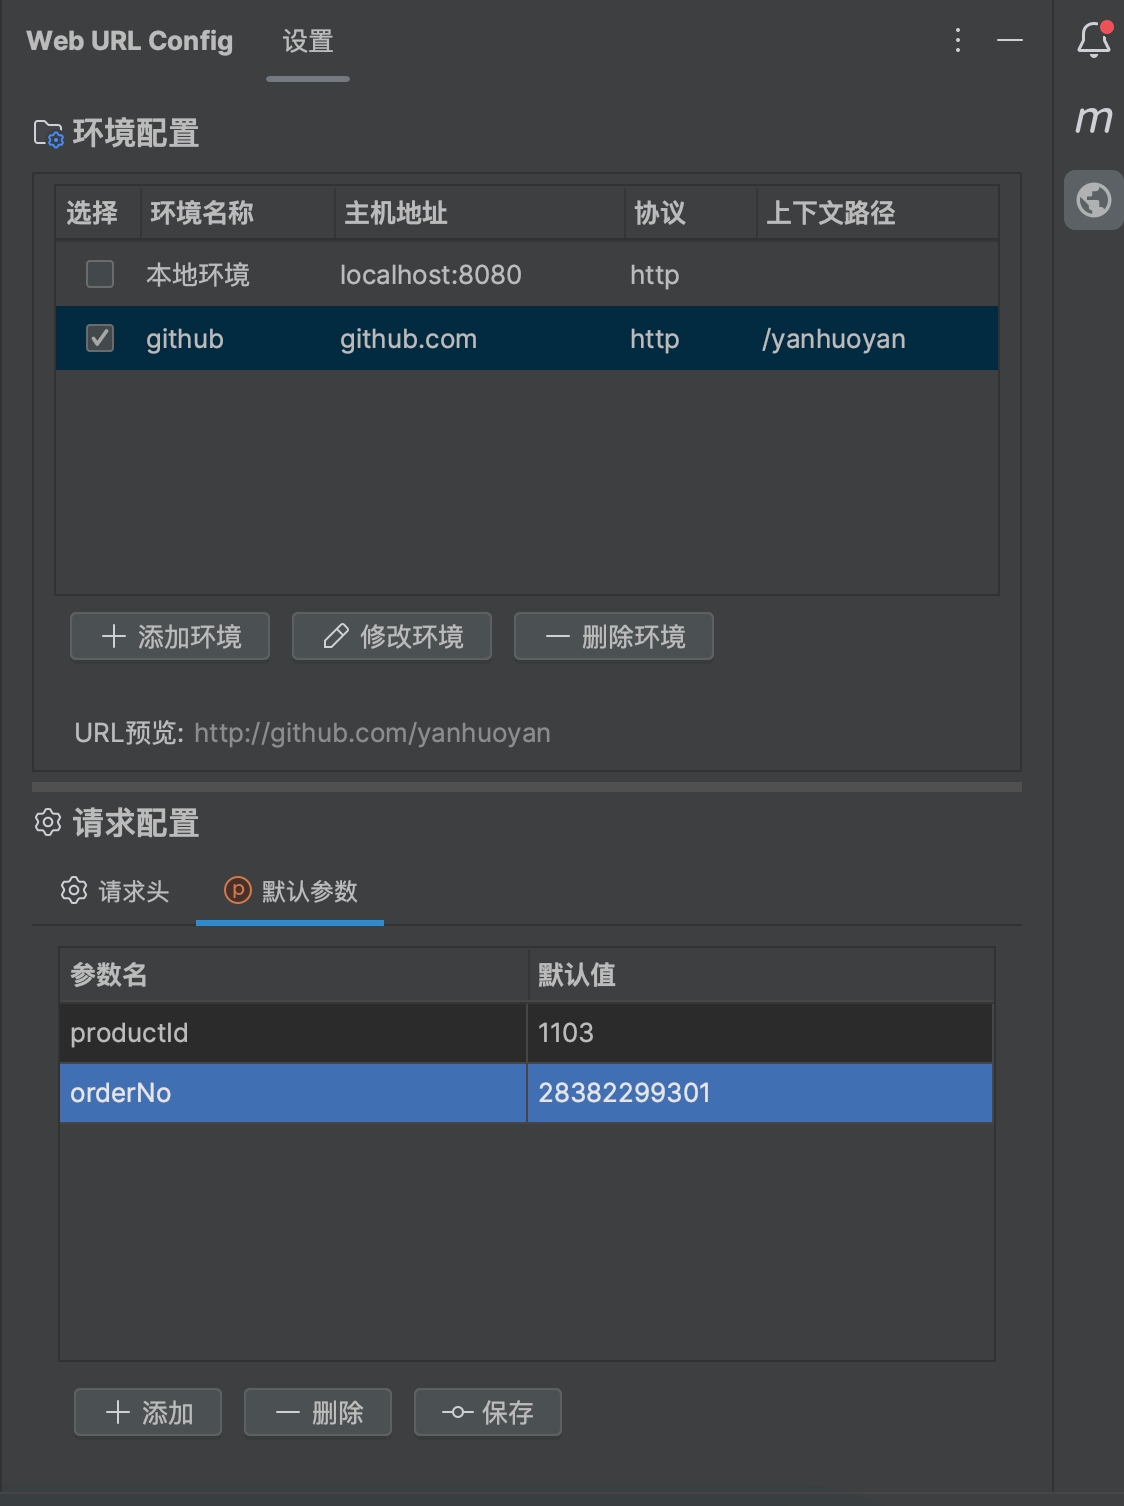 Web URL Config 设置
m
环境配置
选择 环境名称 主机地址 协议 上下文路径
本地环境 localhost:8080 http
github github.com http /yanhuoyan
添加环境 修改环境 删除环境
URL预览: http://github.com/yanhuoyan
请求配置
请求头 p 默认参数
参数名 默认值
productId 1103
orderNo 28382299301
添加 删除 保存